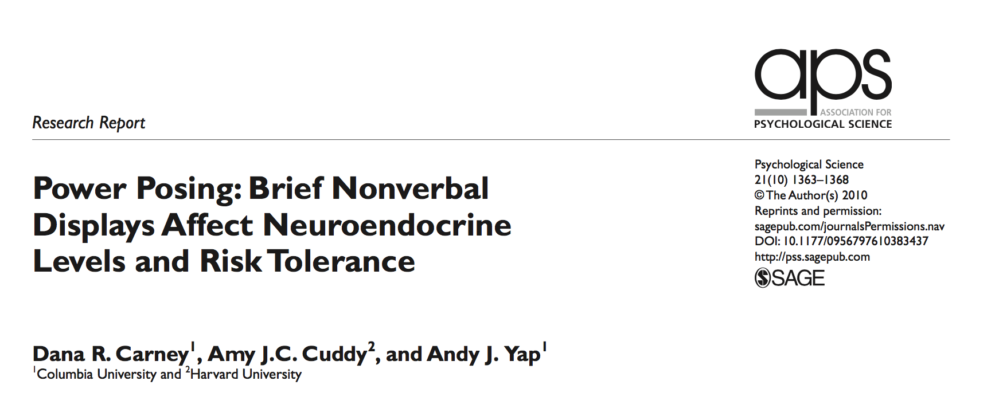 aps
ASSOCIATION FOR
PSYCHOLOGICAL SCIENCE
Research Report
Power Posing: Brief Nonverbal
Displays Affect Neuroendocrine
Levels and Risk Tolerance
Psychological Science
21(10) 1363–1368
© The Author(s) 2010
Reprints and permission:
sagepub.com/journalsPermissions.nav
DOI: 10.1177/0956797610383437
http://pss.sagepub.com
SAGE
Dana R. Carney¹, Amy J.C. Cuddy², and Andy J. Yap¹
¹Columbia University and ²Harvard University